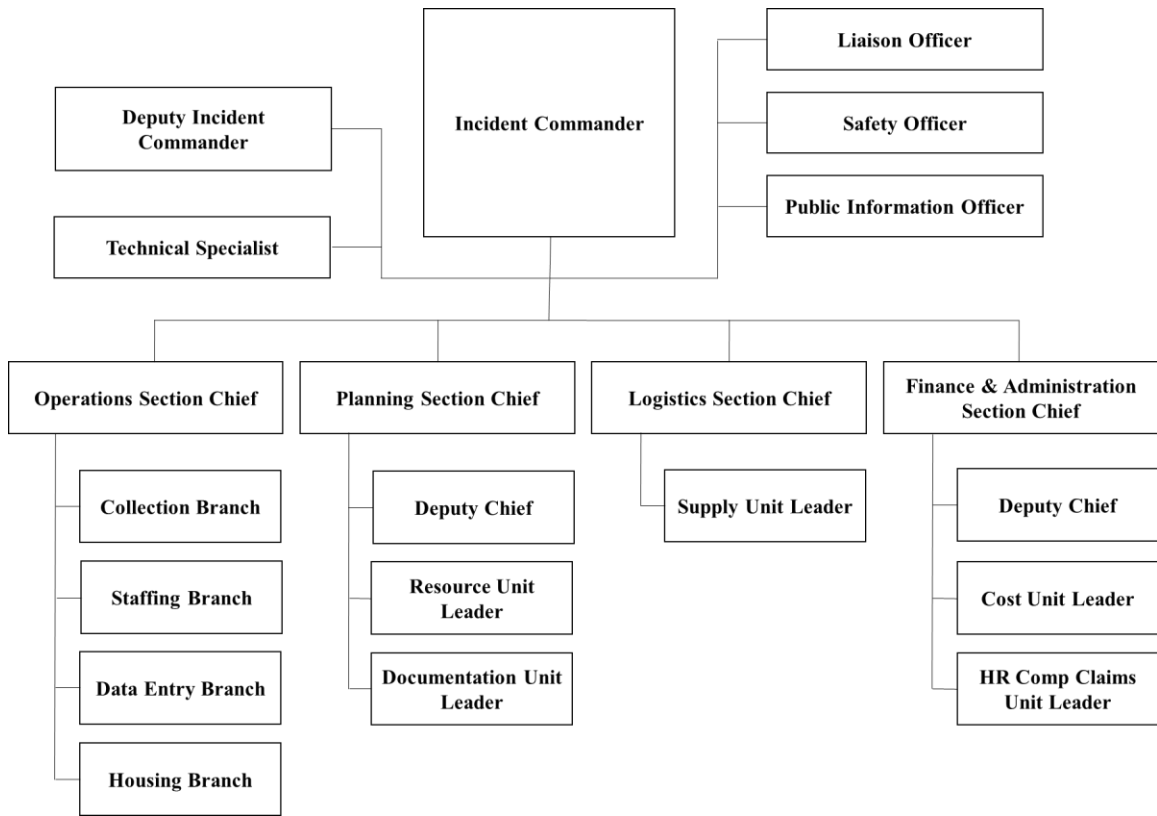 Liaison Officer
Deputy Incident
Commander
Incident Commander
Safety Officer
Technical Specialist
Public Information Officer
Operations Section Chief
Planning Section Chief
Logistics Section Chief
Finance & Administration
Section Chief
Collection Branch
Staffing Branch
Data Entry Branch
Housing Branch
Deputy Chief
Resource Unit
Leader
Documentation Unit
Leader
Supply Unit Leader
Deputy Chief
Cost Unit Leader
HR Comp Claims
Unit Leader